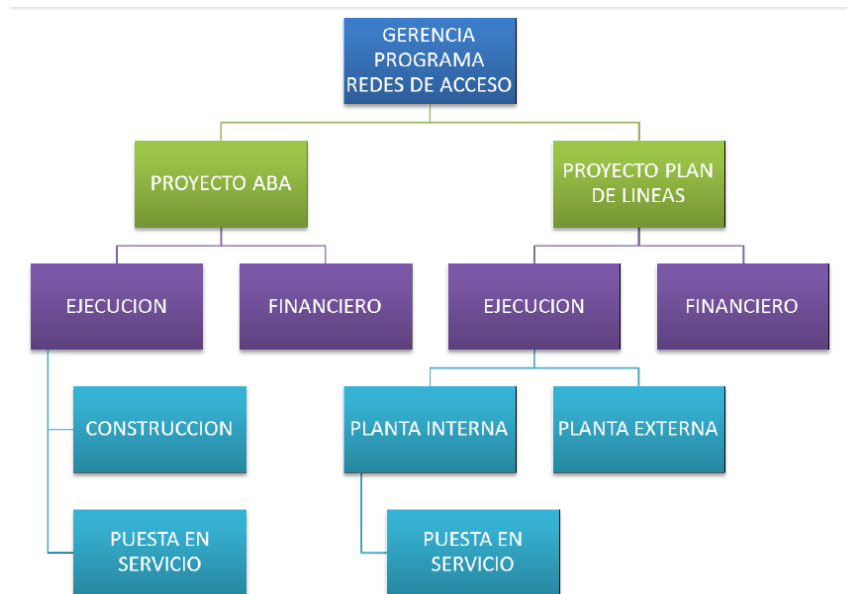 GERENCIA
PROGRAMA
REDES DE ACCESO
PROYECTO ABA
PROYECTO PLAN
DE LINEAS
EJECUCION
FINANCIERO
EJECUCION
FINANCIERO
CONSTRUCCION
PLANTA INTERNA
PLANTA EXTERNA
PUESTA EN
SERVICIO
PUESTA EN
SERVICIO